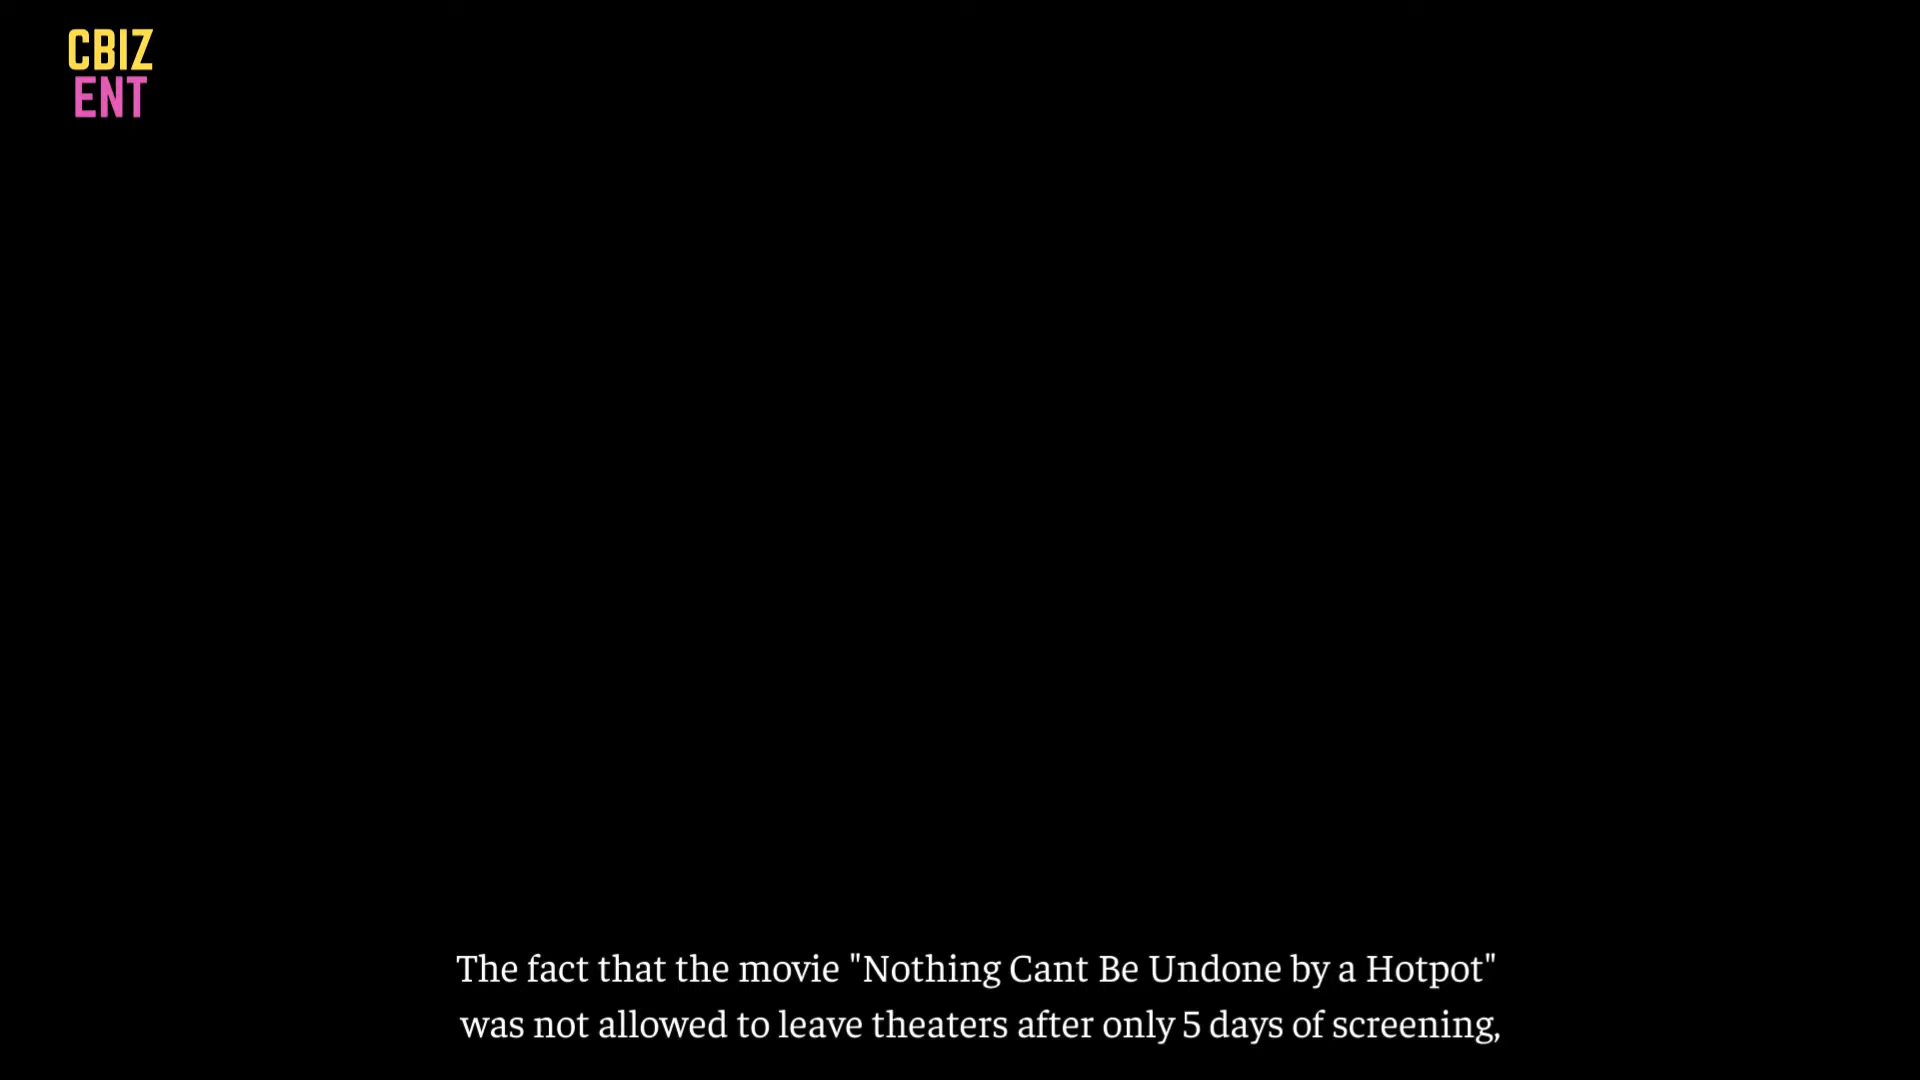 CBIZ
ENT
The fact that the movie "Nothing Cant Be Undone by a Hotpot"
was not allowed to leave theaters after only 5 days of screening,